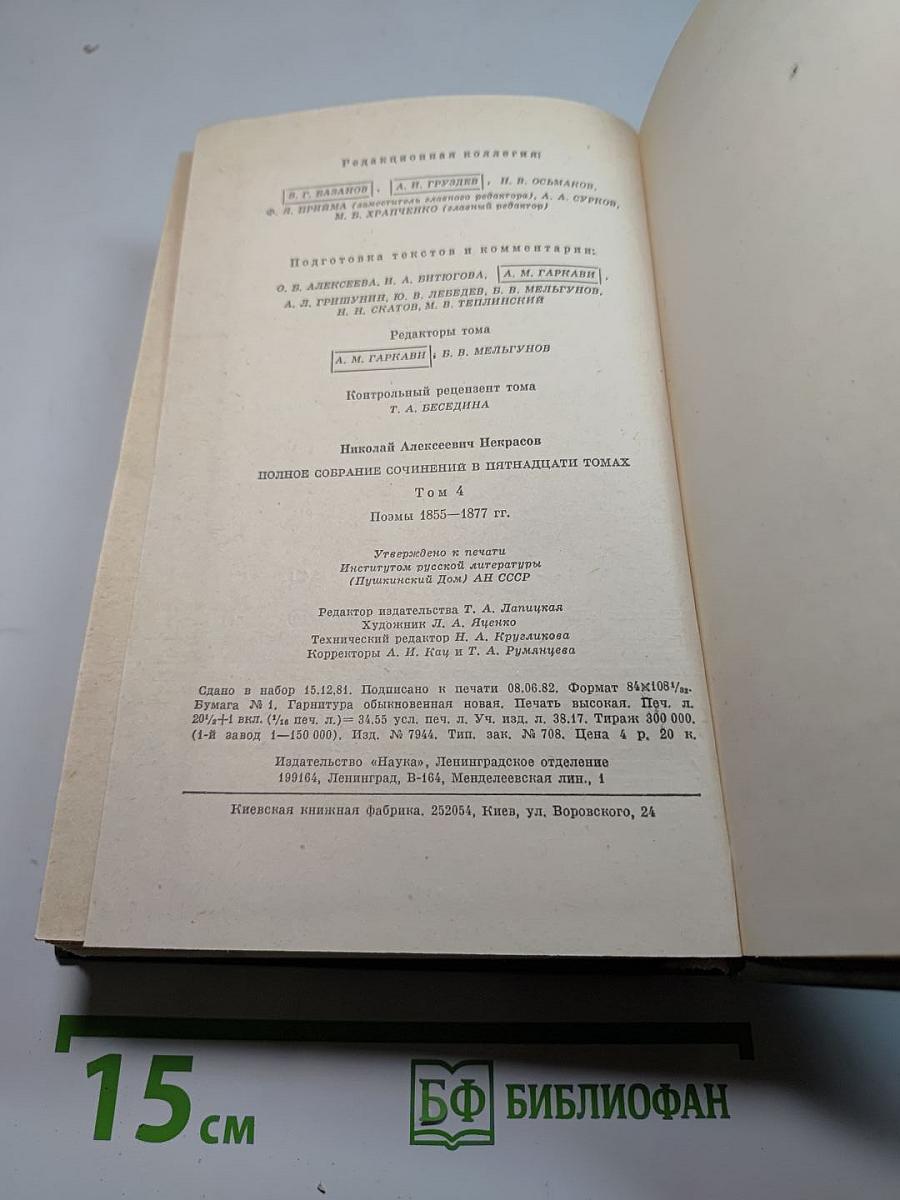 Редакционная коллегия:
В. Г. БАЗАНОВ, А. И. ГРУЗДЕВ, Н. В. ОСЬМАКОВ,
Ф. Я. ПРИЙМА (заместитель главного редактора), А. А. СУРКОВ,
М. Б. ХРАПЧЕНКО (главный редактор)
Подготовка текстов и комментарии:
О. Б. АЛЕКСЕЕВА, И. А. БИТЮГОВА, А. М. ГАРКАВИ,
А. Л. ГРИШУНИН, Ю. В. ЛЕБЕДЕВ, Б. В. МЕЛЬГУНОВ,
Н. Н. СКАТОВ, М. В. ТЕПЛИНСКИЙ
Редакторы тома
А. М. ГАРКАВИ, Б. В. МЕЛЬГУНОВ
Контрольный рецензент тома
Т. А. БЕСЕДИНА
Николай Алексеевич Некрасов
ПОЛНОЕ СОБРАНИЕ СОЧИНЕНИЙ В ПЯТНАДЦАТИ ТОМАХ
Том 4
Поэмы 1855—1877 гг.
Утверждено к печати
Институтом русской литературы
(Пушкинский Дом) АН СССР
Редактор издательства Т. А. Лапицкая
Художник Л. А. Яценко
Технический редактор Н. А. Кругликова
Корректоры А. И. Кац и Т. А. Румянцева
Сдано в набор 15.12.81. Подписано к печати 08.06.82. Формат 84×108¹/₃₂.
Бумага № 1. Гарнитура обыкновенная новая. Печать высокая. Печ. л.
20¹/₂+1 вкл. (¹/₁₆ печ. л.)= 34.55 усл. печ. л. Уч. изд. л. 38.17. Тираж 300 000.
(1-й завод 1—150 000). Изд. № 7944. Тип. зак. № 708. Цена 4 р. 20 к.
Издательство «Наука», Ленинградское отделение
199164, Ленинград, В-164, Менделеевская лин., 1
Киевская книжная фабрика. 252054, Киев, ул. Воровского, 24
15 см
БФ БИБЛИОФАН